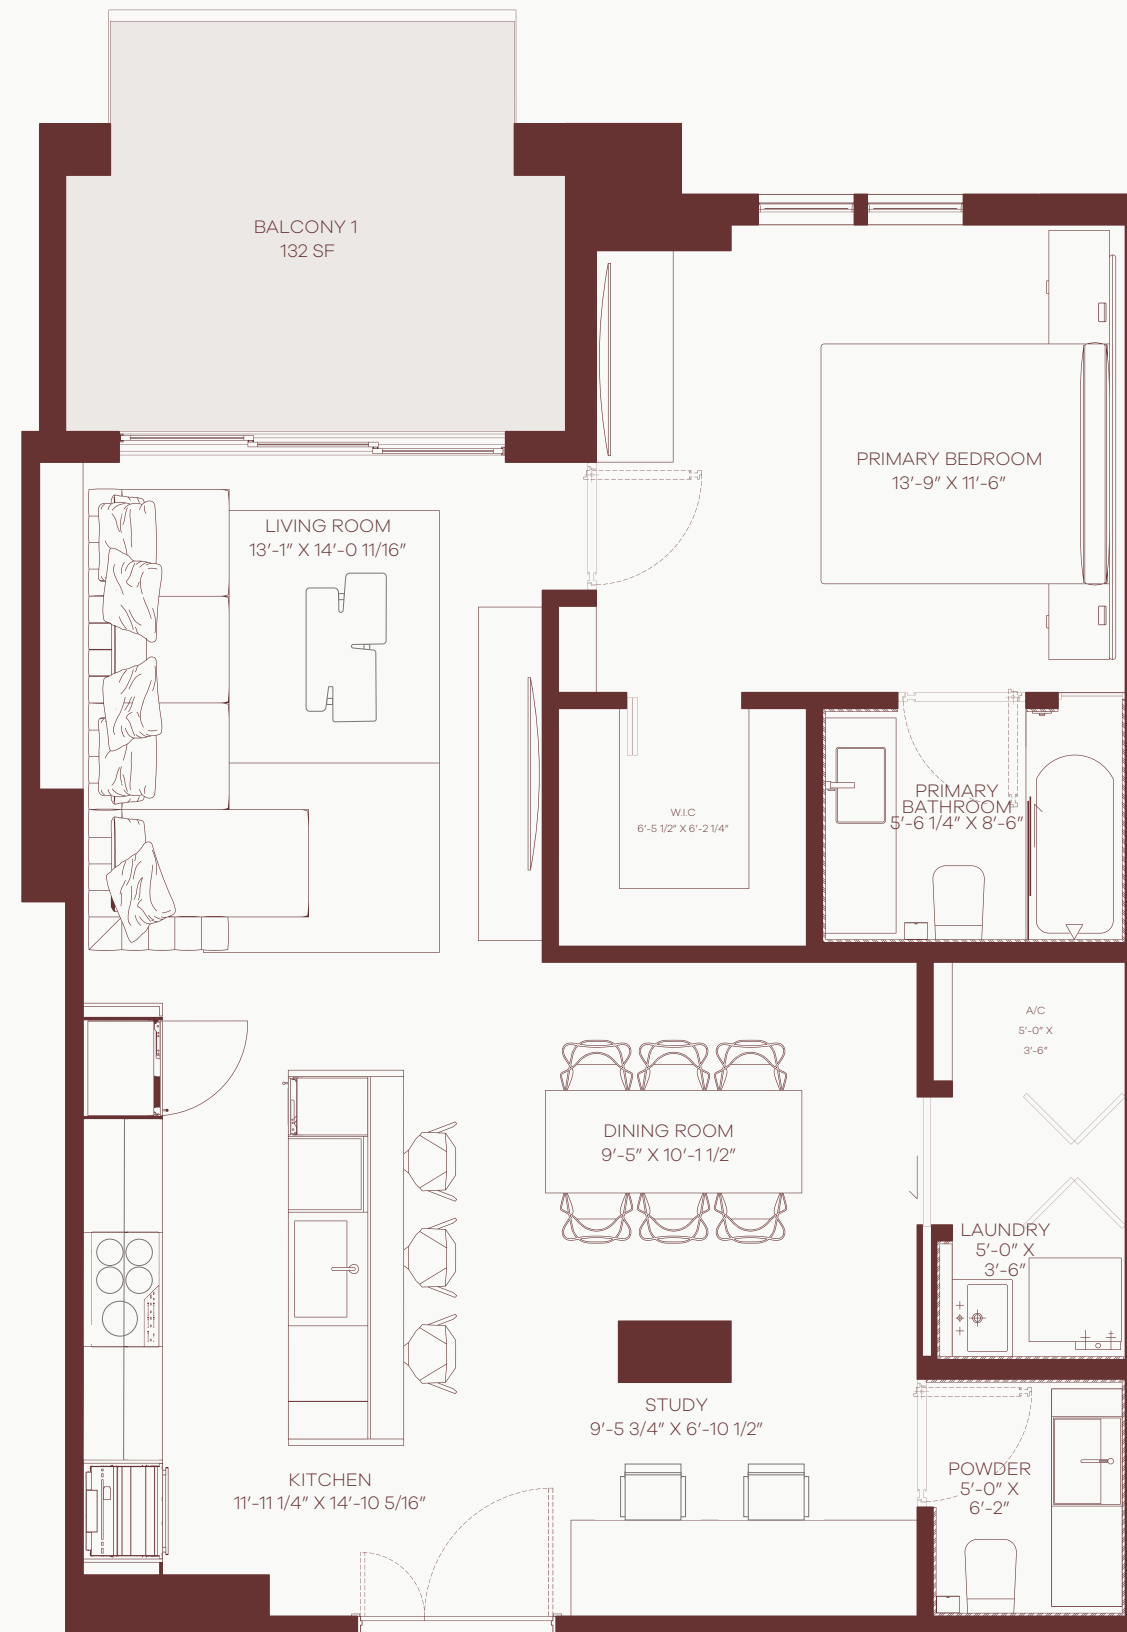 BALCONY 1
132 SF
PRIMARY BEDROOM
13'-9" X 11'-6"
LIVING ROOM
13'-1" X 14'-0 11/16"
PRIMARY
BATHROOM
5'-6 1/4" X 8'-6"
W.I.C
6'-5 1/2" X 6'-2 1/4"
A/C
5'-0" X
3'-6"
DINING ROOM
9'-5" X 10'-1 1/2"
LAUNDRY
5'-0" X
3'-6"
STUDY
9'-5 3/4" X 6'-10 1/2"
KITCHEN
11'-11 1/4" X 14'-10 5/16"
POWDER
5'-0" X
6'-2"